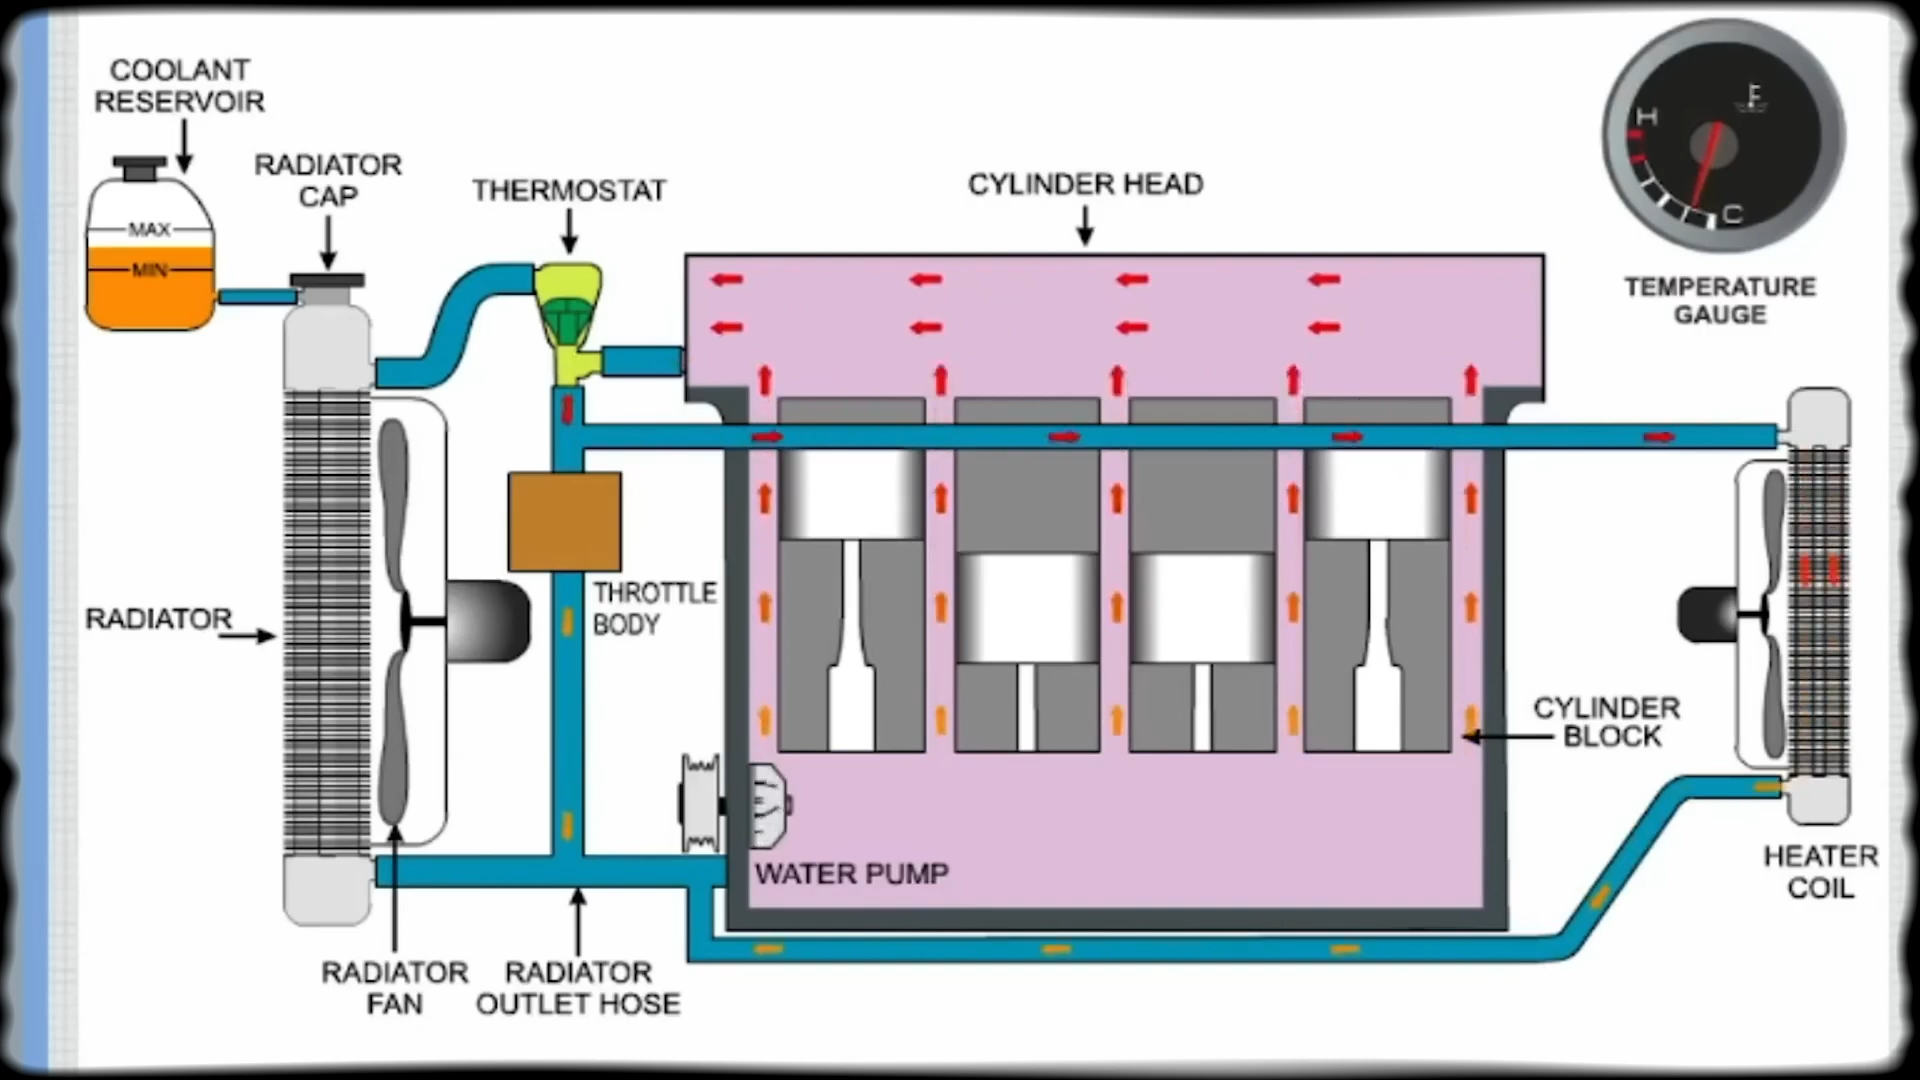 COOLANT
RESERVOIR
RADIATOR
CAP
THERMOSTAT
CYLINDER HEAD
H
C
TEMPERATURE
GAUGE
MAX
MIN
THROTTLE
BODY
RADIATOR
CYLINDER
BLOCK
WATER PUMP
HEATER
COIL
RADIATOR
FAN
RADIATOR
OUTLET HOSE